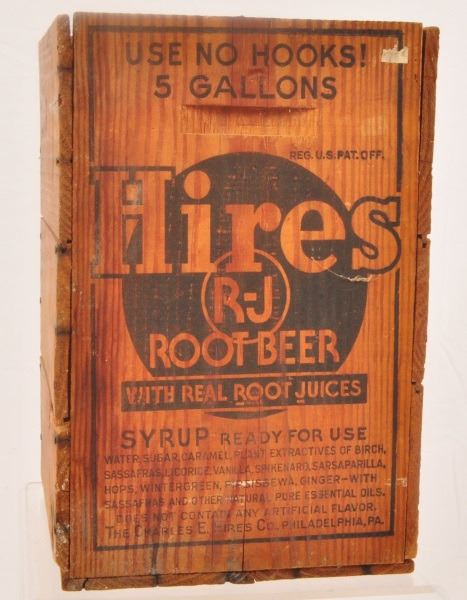 USE NO HOOKS!
5 GALLONS
REG. U.S. PAT. OFF.
Hires
R-J
ROOT BEER
WITH REAL ROOT JUICES
SYRUP READY FOR USE
WATER, SUGAR, CARAMEL, PLANT EXTRACTIVES OF BIRCH,
SASSAFRAS, LICORICE, VANILLA, SPIKENARD, SARSAPARILLA,
HOPS, WINTERGREEN, PIPSISSEWA, GINGER-WITH
SASSAFRAS AND OTHER NATURAL PURE ESSENTIAL OILS.
DOES NOT CONTAIN ANY ARTIFICIAL FLAVOR.
THE CHARLES E. HIRES CO. PHILADELPHIA, PA.